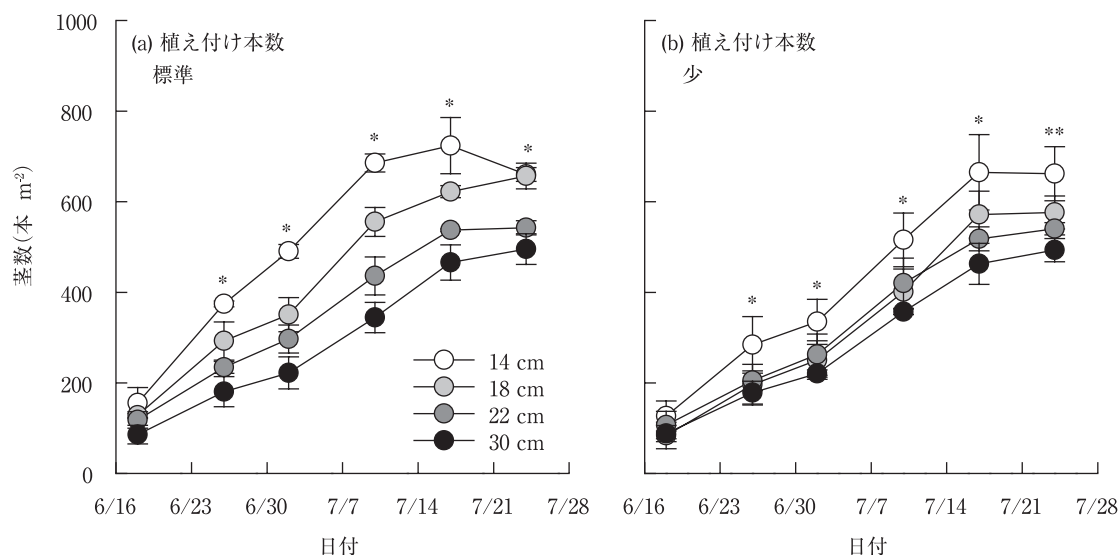 (a) 植え付け本数
標準
茎数(本 m-2)
1000
800
600
400
200
0
*
*
*
*
*
*
14 cm
18 cm
22 cm
30 cm
6/16 6/23 6/30 7/7 7/14 7/21 7/28
日付
(b) 植え付け本数
少
*
*
*
*
**
6/16 6/23 6/30 7/7 7/14 7/21 7/28
日付